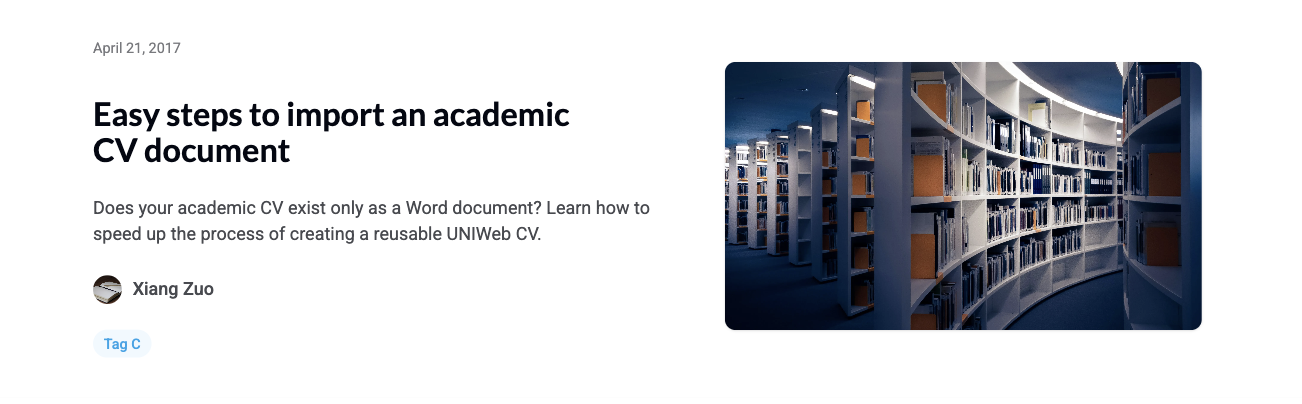 April 21, 2017
Easy steps to import an academic
CV document
Does your academic CV exist only as a Word document? Learn how to
speed up the process of creating a reusable UNIWeb CV.
Xiang Zuo
Tag C